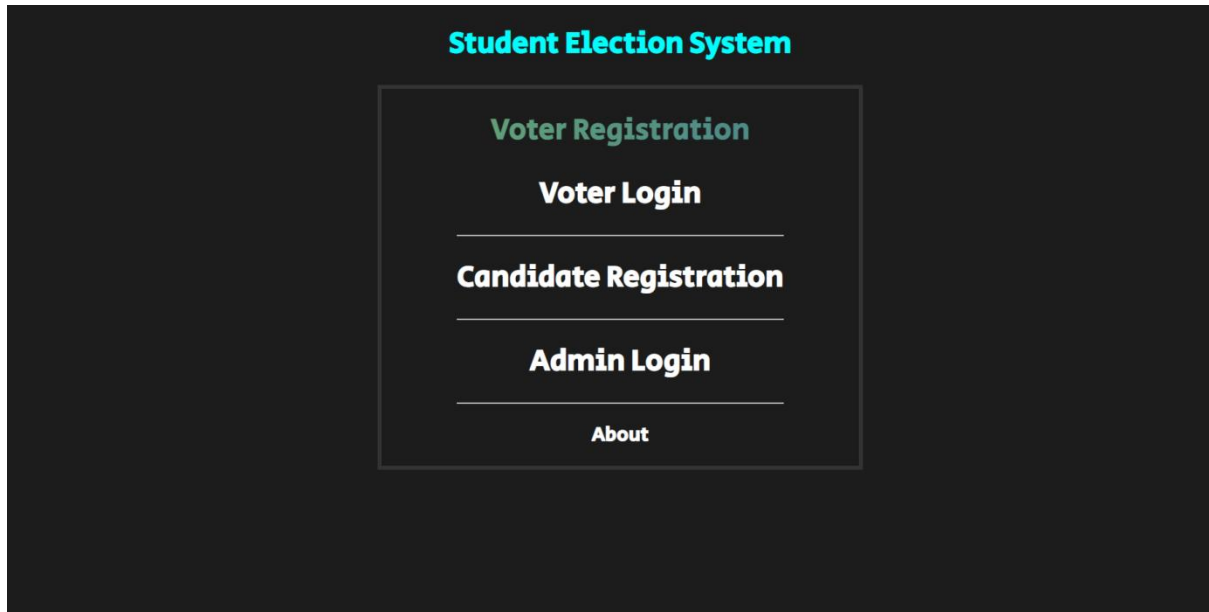 Student Election System
Voter Registration
Voter Login
Candidate Registration
Admin Login
About